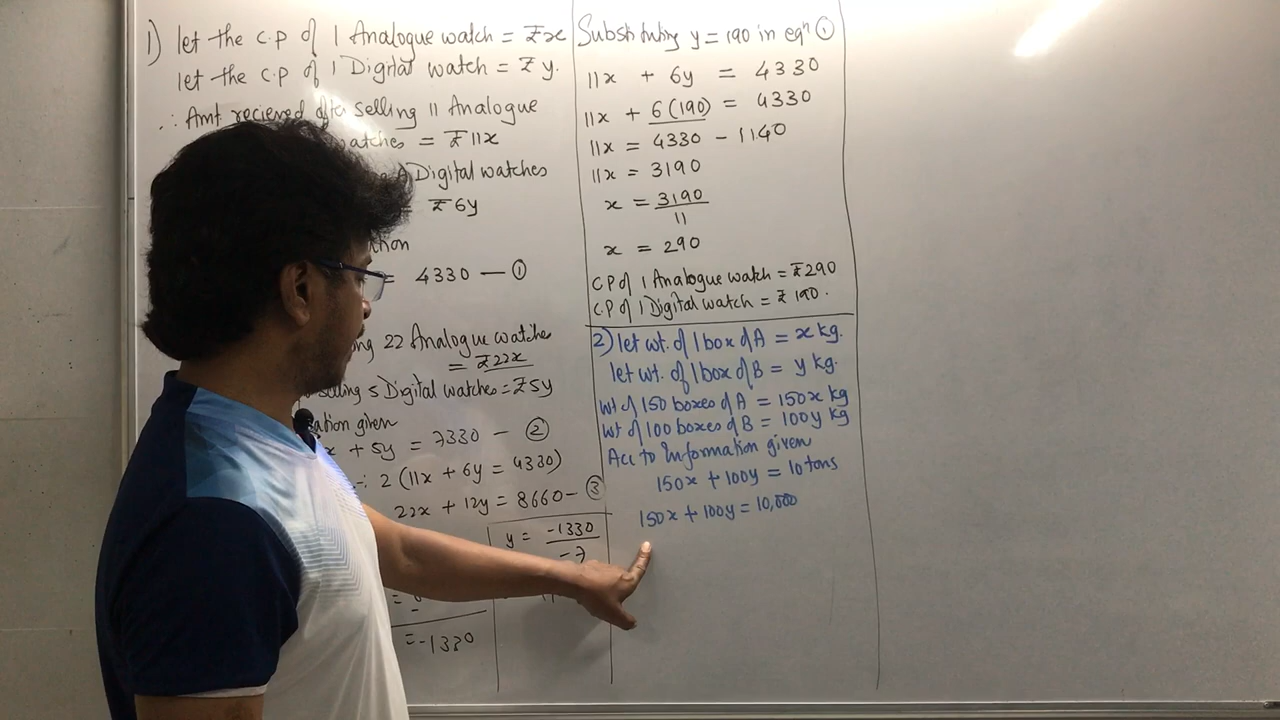 1) let the c.p of 1 Analogue watch = ₹x
let the c.p of 1 Digital watch = ₹ y.
∴ Amt recieved after selling 11 Analogue
watches = ₹11x
Digital watches
₹6y
= 4330 — ①
22 Analogue watches
= ₹22x
selling 5 Digital watches = ₹5y
given
x + 5y = 7330 — ②
2 (11x + 6y = 4330)
22x + 12y = 8660 — ③
= -1330
y = -1330
-7
Substituting y = 190 in eqⁿ ①
11x + 6y = 4330
11x + 6(190) = 4330
11x = 4330 - 1140
11x = 3190
x = 3190
11
x = 290
CP of 1 Analogue watch = ₹290
CP of 1 Digital watch = ₹ 190.
2) let wt. of 1 box of A = x kg.
let wt. of 1 box of B = y kg.
wt of 150 boxes of A = 150x kg
wt of 100 boxes of B = 100y kg
Acc to Information given
150x + 100y = 10 tons
150x + 100y = 10,000